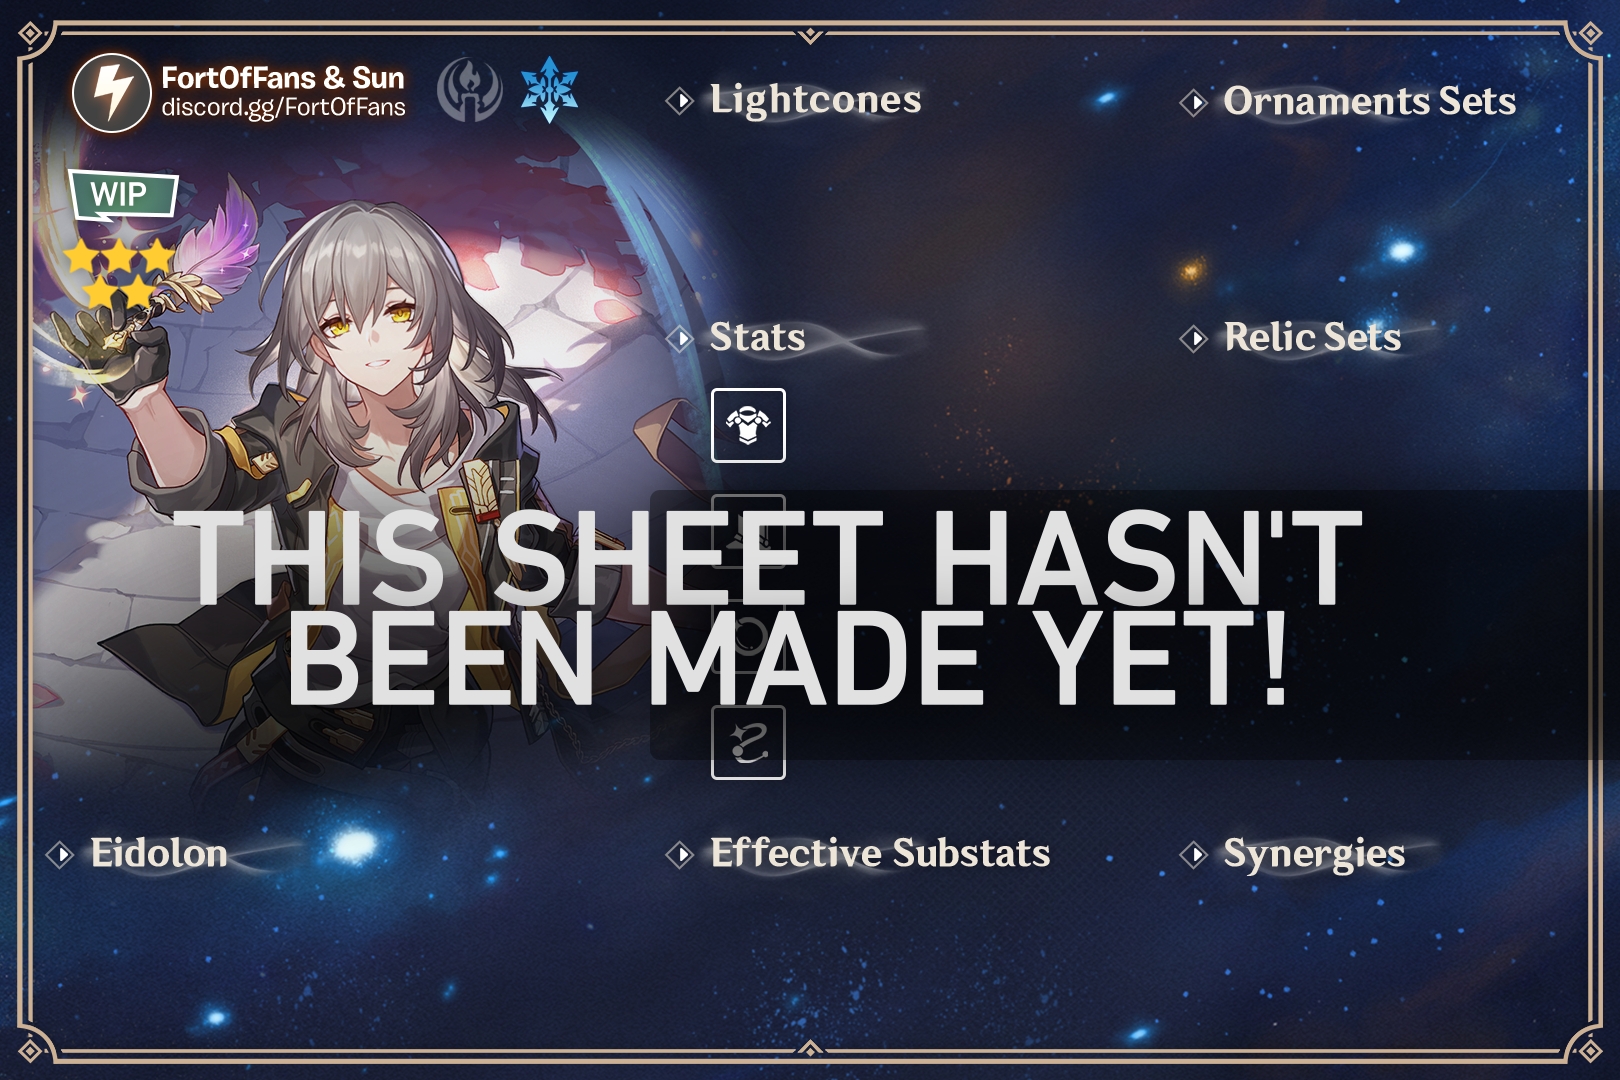 FortOfFans & Sun
discord.gg/FortOfFans
WIP
Lightcones
Ornaments Sets
Stats
Relic Sets
THIS SHEET HASN'T
BEEN MADE YET!
Eidolon
Effective Substats
Synergies